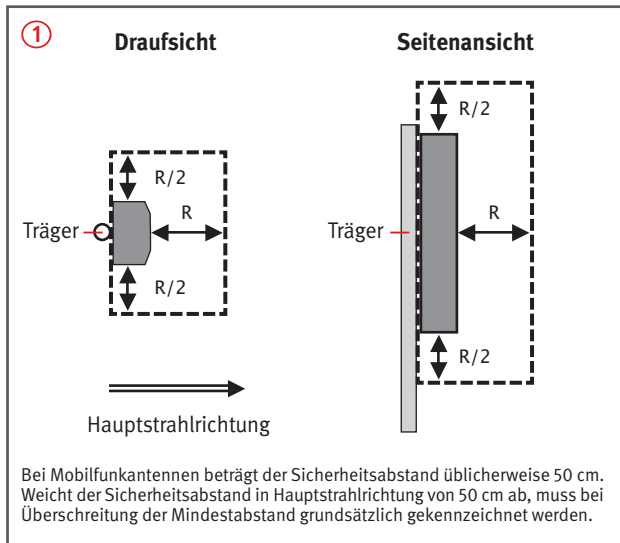 1
Draufsicht
Seitenansicht
R/2
R
Träger
R/2
R/2
R
Träger
R/2
Hauptstrahlrichtung
Bei Mobilfunkantennen beträgt der Sicherheitsabstand üblicherweise 50 cm.
Weicht der Sicherheitsabstand in Hauptstrahlrichtung von 50 cm ab, muss bei
Überschreitung der Mindestabstand grundsätzlich gekennzeichnet werden.